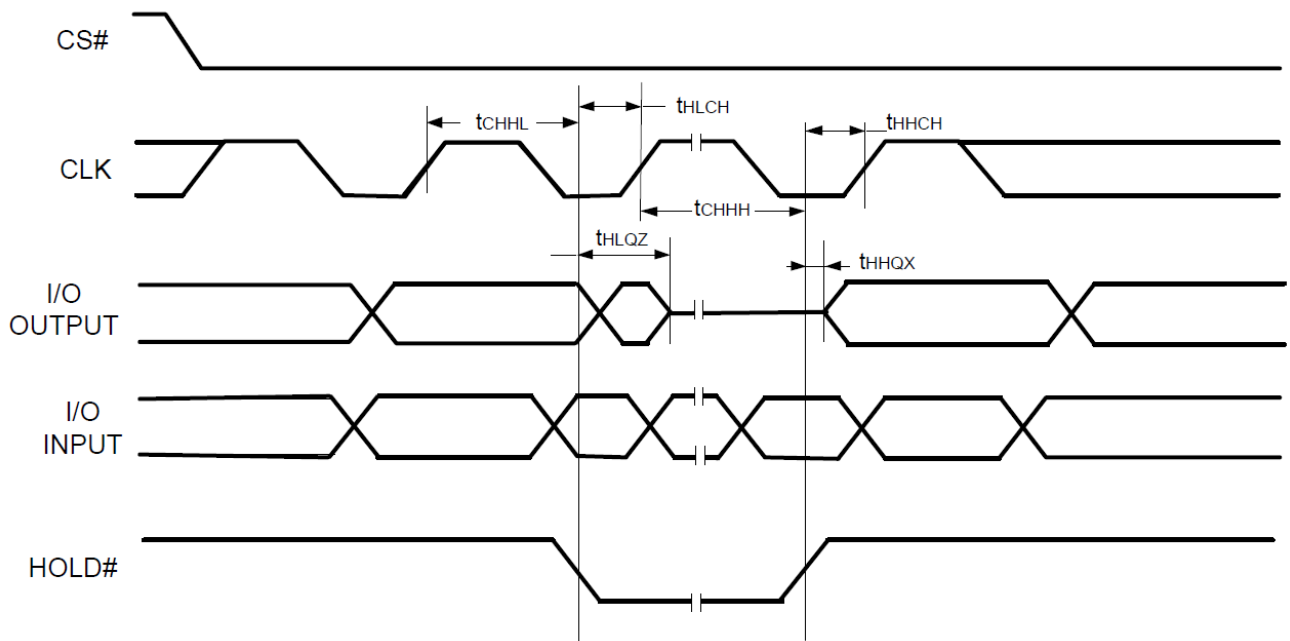 CS#
tCHHL
tHLCH
tHHCH
CLK
tCHHH
tHLQZ
tHHQX
I/O
OUTPUT
I/O
INPUT
HOLD#